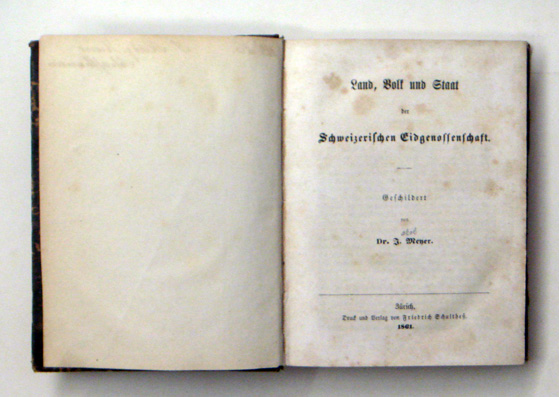 Land, Volk und Staat
der
Schweizerischen Eidgenossenschaft.
Geschildert
von
Dr. J. Meyer.
Zürich,
Druck und Verlag von Friedrich Schultheß.
1861.